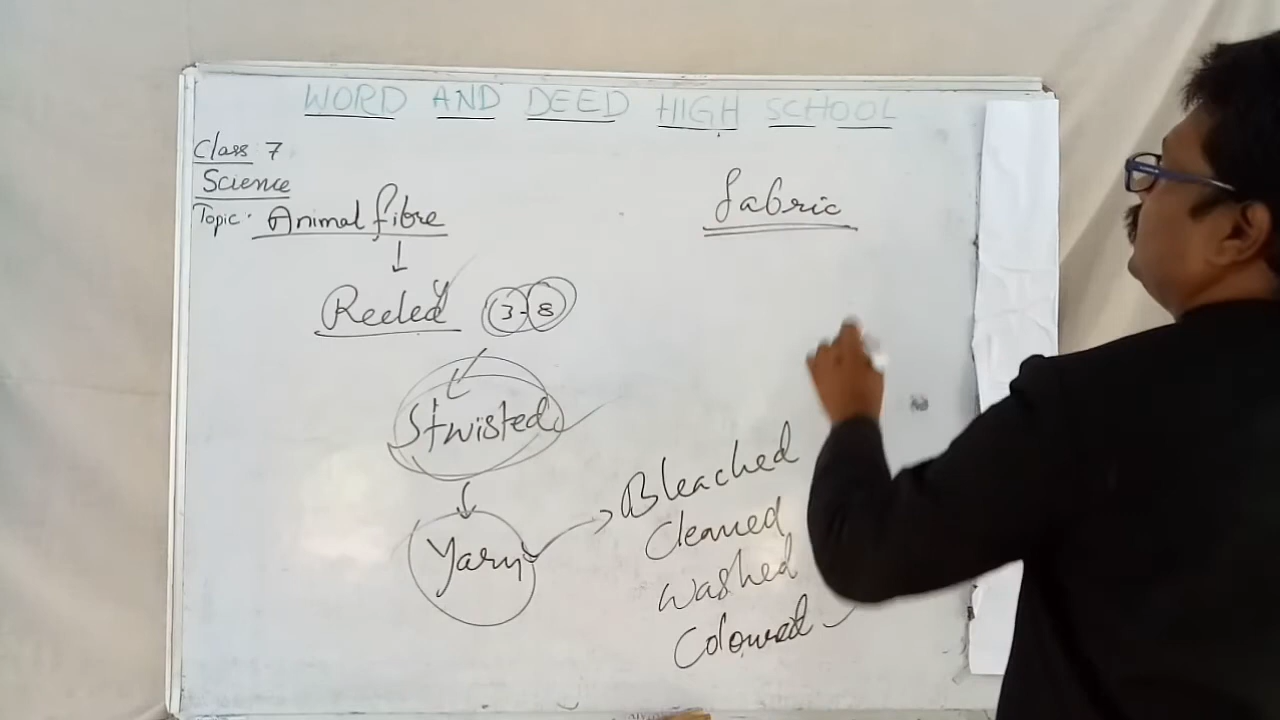 WORD AND DEED HIGH SCHOOL
Class 7
Science
Topic. Animal fibre
fabric
Reeled 3-8
Stwisted
Yarn
Bleached
Cleaned
Washed
Coloured